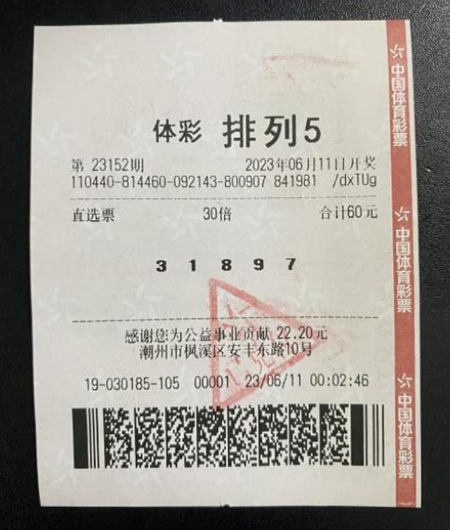 体彩 排列5
第 23152期 2023年06月11日开奖
110440-814460-092143-800907 841981 /dxTUg
直选票 30倍 合计60元
3 1 8 9 7
感谢您为公益事业贡献 22.20元
潮州市枫溪区安丰东路10号
19-030185-105 00001 23/06/11 00:02:46
中国体育彩票
中国体育彩票
中国体育彩票